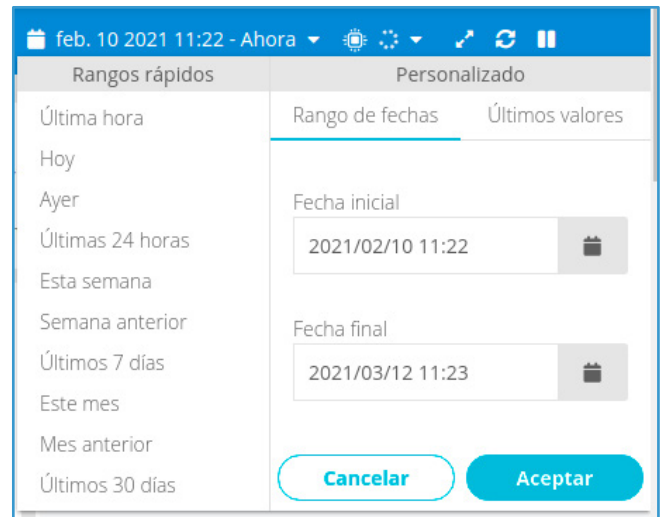 feb. 10 2021 11:22 - Ahora
Rangos rápidos
Personalizado
Última hora
Hoy
Ayer
Últimas 24 horas
Esta semana
Semana anterior
Últimos 7 días
Este mes
Mes anterior
Últimos 30 días
Rango de fechas
Últimos valores
Fecha inicial
2021/02/10 11:22
Fecha final
2021/03/12 11:23
Cancelar
Aceptar